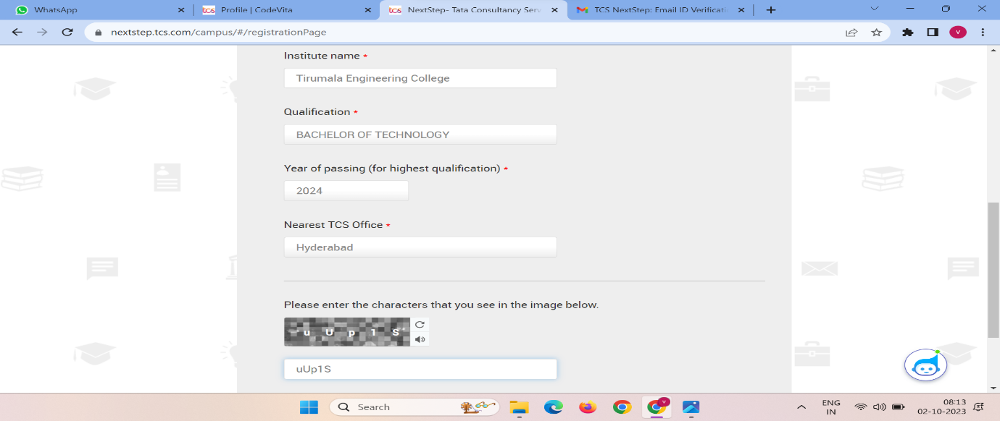 WhatsApp
tcs Profile | CodeVita
tcs NextStep- Tata Consultancy Serv
TCS NextStep: Email ID Verificatio
nextstep.tcs.com/campus/#/registrationPage
V
Institute name *
Tirumala Engineering College
Qualification *
BACHELOR OF TECHNOLOGY
Year of passing (for highest qualification) *
2024
Nearest TCS Office *
Hyderabad
Please enter the characters that you see in the image below.
u U p 1 S
uUp1S
Search
V
ENG
IN
08:13
02-10-2023